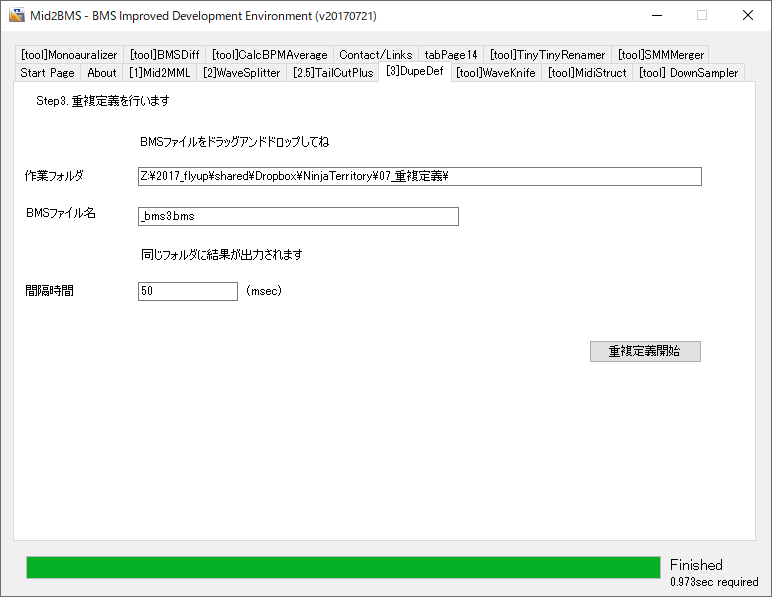 Mid2BMS - BMS Improved Development Environment (v20170721)
[tool]Monoauralizer [tool]BMSDiff [tool]CalcBPMAverage Contact/Links tabPage14 [tool]TinyTinyRenamer [tool]SMMMerger
Start Page About [1]Mid2MML [2]WaveSplitter [2.5]TailCutPlus [3]DupeDef [tool]WaveKnife [tool]MidiStruct [tool] DownSampler
Step3. 重複定義を行います
BMSファイルをドラッグアンドドロップしてね
作業フォルダ Z:¥2017_flyup¥shared¥Dropbox¥NinjaTerritory¥07_重複定義¥
BMSファイル名 _bms3.bms
同じフォルダに結果が出力されます
間隔時間 50 (msec)
重複定義開始
Finished
0.973sec required